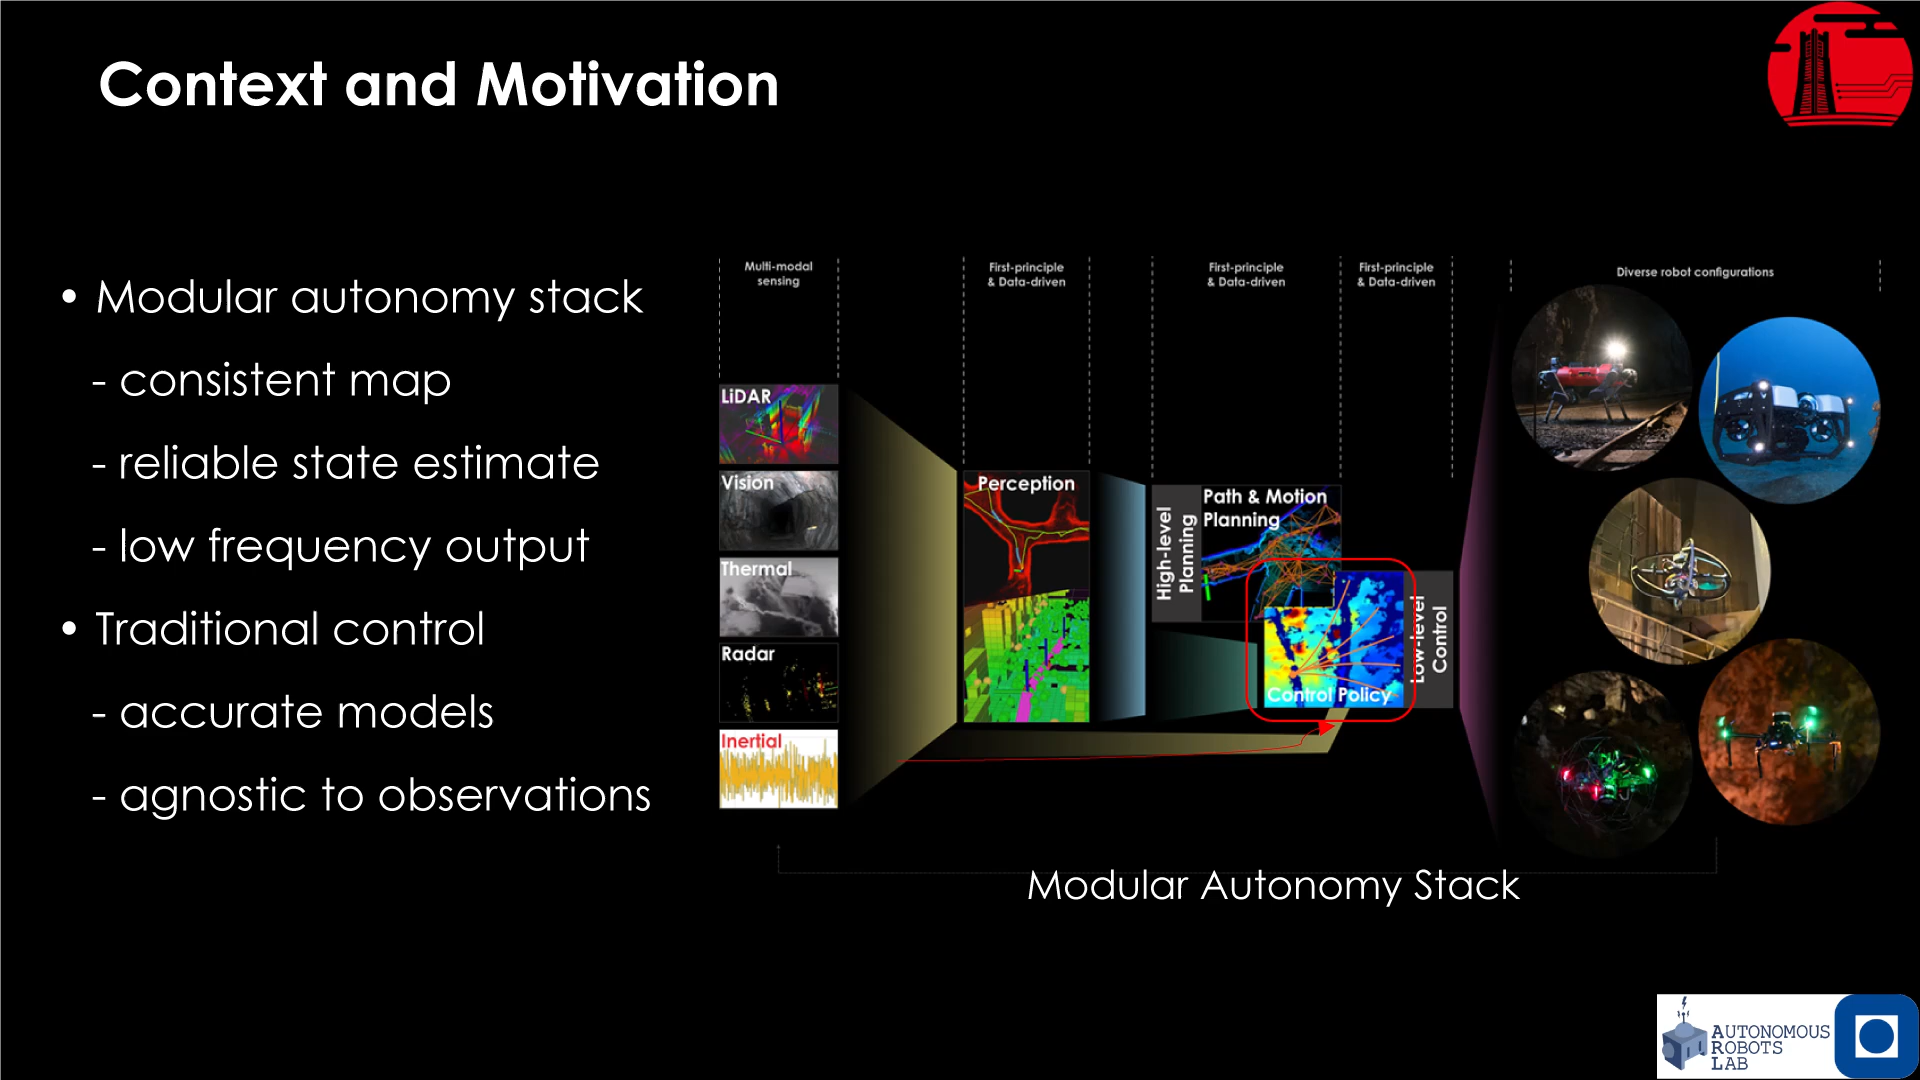 Context and Motivation
• Modular autonomy stack
- consistent map
- reliable state estimate
- low frequency output
• Traditional control
- accurate models
- agnostic to observations
Multi-modal
sensing
First-principle
& Data-driven
First-principle
& Data-driven
First-principle
& Data-driven
Diverse robot configurations
LiDAR
Vision
Thermal
Radar
Inertial
Perception
High-level
Planning
Path & Motion
Planning
Control Policy
Low-level
Control
Modular Autonomy Stack
AUTONOMOUS
ROBOTS
LAB